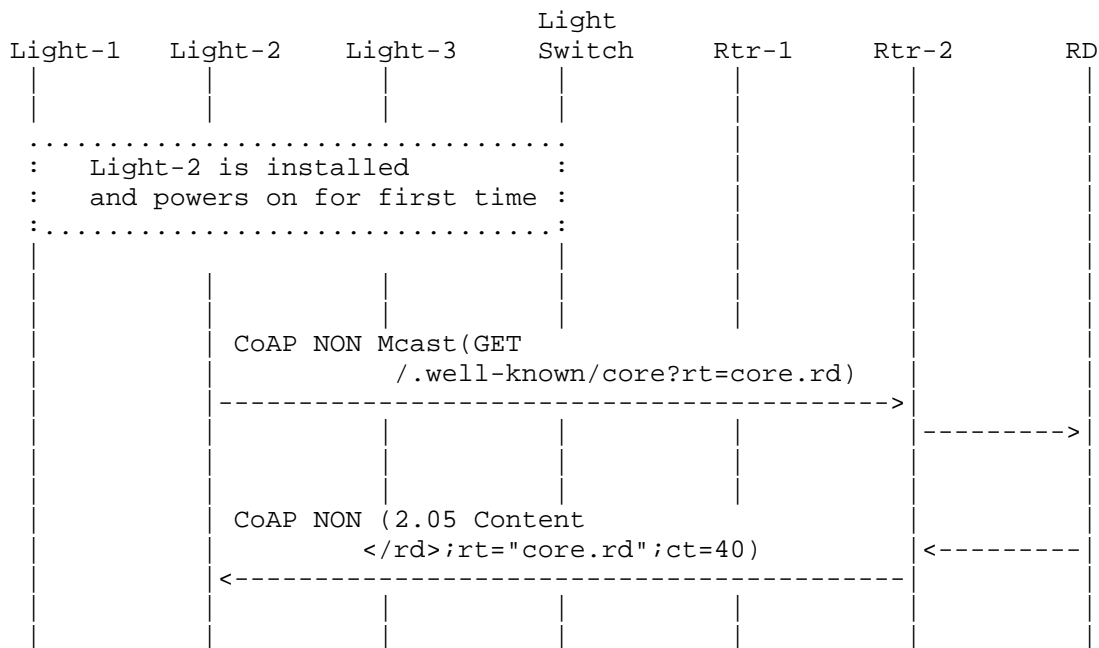 Light
Light-1 Light-2 Light-3 Switch Rtr-1 Rtr-2 RD
Light-2 is installed
and powers on for first time
CoAP NON Mcast(GET
/.well-known/core?rt=core.rd)
CoAP NON (2.05 Content
</rd>;rt="core.rd";ct=40)